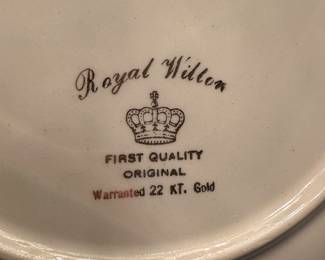 Royal Wilton
FIRST QUALITY
ORIGINAL
Warranted 22 KT. Gold